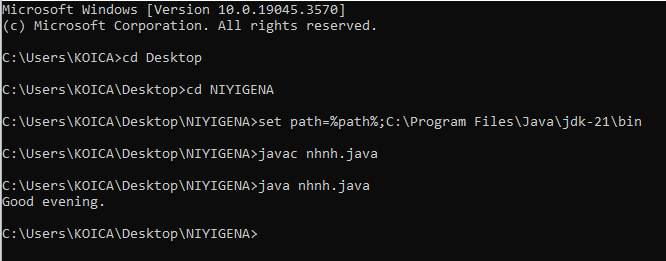 Microsoft Windows [Version 10.0.19045.3570]
(c) Microsoft Corporation. All rights reserved.
C:\Users\KOICA>cd Desktop
C:\Users\KOICA\Desktop>cd NIYIGENA
C:\Users\KOICA\Desktop\NIYIGENA>set path=%path%;C:\Program Files\Java\jdk-21\bin
C:\Users\KOICA\Desktop\NIYIGENA>javac nhnh.java
C:\Users\KOICA\Desktop\NIYIGENA>java nhnh.java
Good evening.
C:\Users\KOICA\Desktop\NIYIGENA>